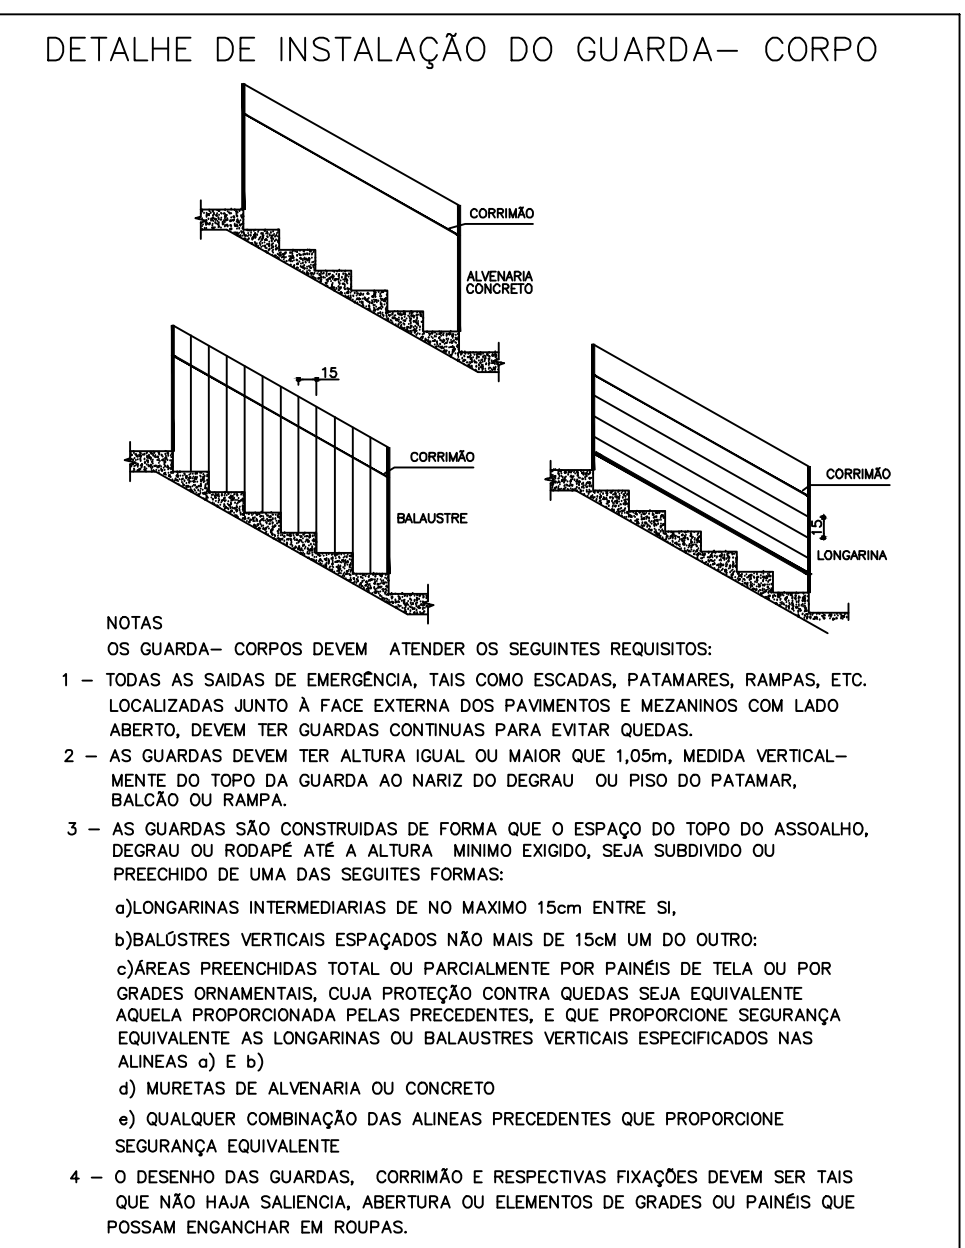 DETALHE DE INSTALAÇÃO DO GUARDA– CORPO
CORRIMÃO
ALVENARIA
CONCRETO
15
CORRIMÃO
BALAUSTRE
CORRIMÃO
15
LONGARINA
NOTAS
OS GUARDA– CORPOS DEVEM ATENDER OS SEGUINTES REQUISITOS:
1 – TODAS AS SAIDAS DE EMERGÊNCIA, TAIS COMO ESCADAS, PATAMARES, RAMPAS, ETC.
LOCALIZADAS JUNTO À FACE EXTERNA DOS PAVIMENTOS E MEZANINOS COM LADO
ABERTO, DEVEM TER GUARDAS CONTINUAS PARA EVITAR QUEDAS.
2 – AS GUARDAS DEVEM TER ALTURA IGUAL OU MAIOR QUE 1,05m, MEDIDA VERTICAL–
MENTE DO TOPO DA GUARDA AO NARIZ DO DEGRAU OU PISO DO PATAMAR,
BALCÃO OU RAMPA.
3 – AS GUARDAS SÃO CONSTRUIDAS DE FORMA QUE O ESPAÇO DO TOPO DO ASSOALHO,
DEGRAU OU RODAPÉ ATÉ A ALTURA MINIMO EXIGIDO, SEJA SUBDIVIDO OU
PREECHIDO DE UMA DAS SEGUITES FORMAS:
a)LONGARINAS INTERMEDIARIAS DE NO MAXIMO 15cm ENTRE SI,
b)BALÚSTRES VERTICAIS ESPAÇADOS NÃO MAIS DE 15cM UM DO OUTRO:
c)ÁREAS PREENCHIDAS TOTAL OU PARCIALMENTE POR PAINÉIS DE TELA OU POR
GRADES ORNAMENTAIS, CUJA PROTEÇÃO CONTRA QUEDAS SEJA EQUIVALENTE
AQUELA PROPORCIONADA PELAS PRECEDENTES, E QUE PROPORCIONE SEGURANÇA
EQUIVALENTE AS LONGARINAS OU BALAUSTRES VERTICAIS ESPECIFICADOS NAS
ALINEAS a) E b)
d) MURETAS DE ALVENARIA OU CONCRETO
e) QUALQUER COMBINAÇÃO DAS ALINEAS PRECEDENTES QUE PROPORCIONE
SEGURANÇA EQUIVALENTE
4 – O DESENHO DAS GUARDAS, CORRIMÃO E RESPECTIVAS FIXAÇÕES DEVEM SER TAIS
QUE NÃO HAJA SALIENCIA, ABERTURA OU ELEMENTOS DE GRADES OU PAINÉIS QUE
POSSAM ENGANCHAR EM ROUPAS.